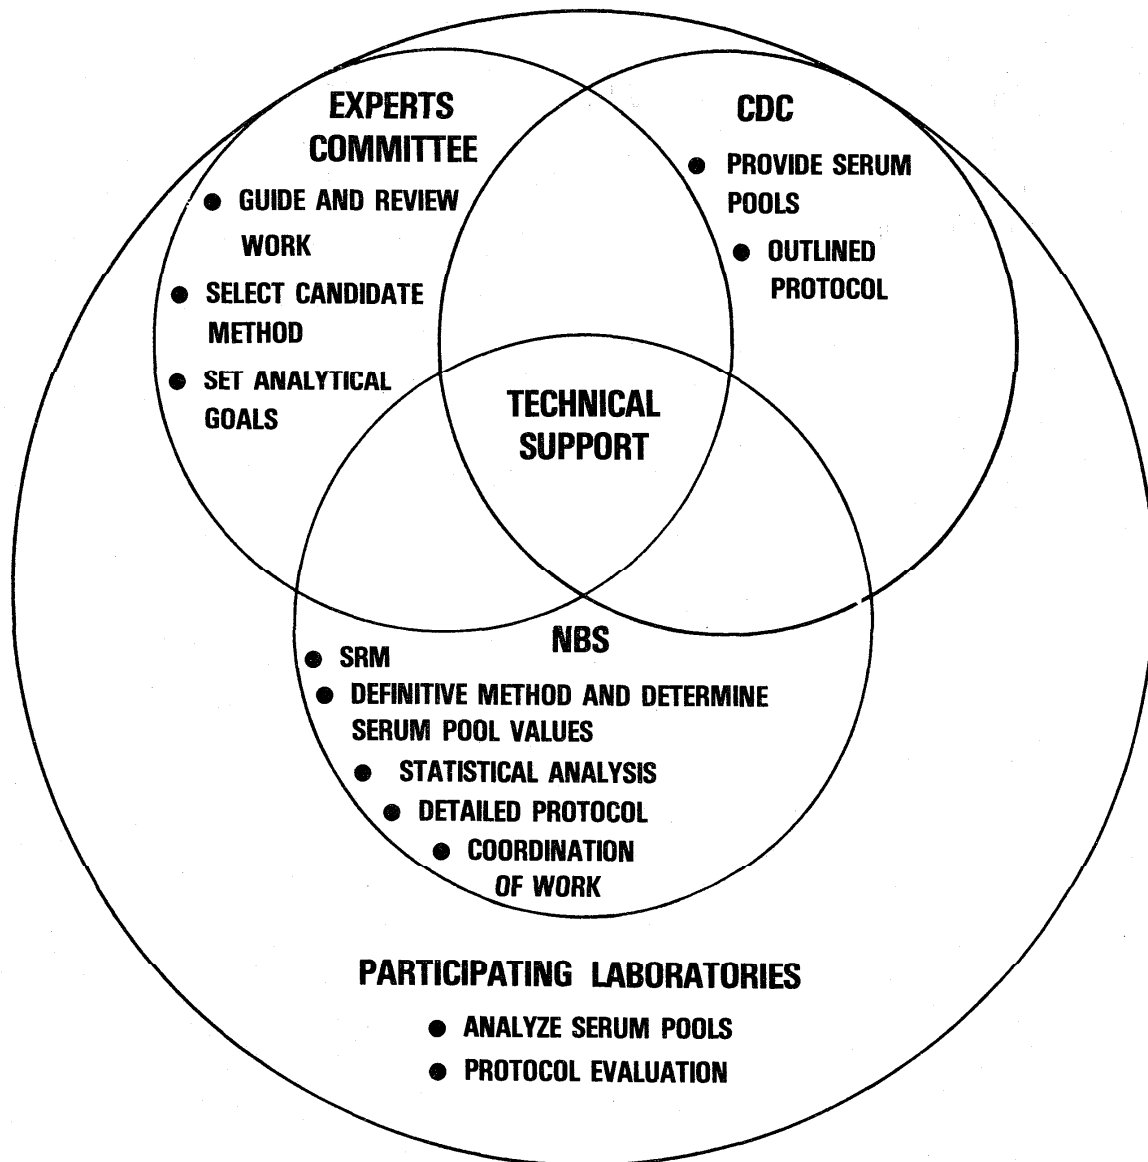 EXPERTS
COMMITTEE
● GUIDE AND REVIEW
WORK
● SELECT CANDIDATE
METHOD
● SET ANALYTICAL
GOALS
CDC
● PROVIDE SERUM
POOLS
● OUTLINED
PROTOCOL
TECHNICAL
SUPPORT
NBS
● SRM
● DEFINITIVE METHOD AND DETERMINE
SERUM POOL VALUES
● STATISTICAL ANALYSIS
● DETAILED PROTOCOL
● COORDINATION
OF WORK
PARTICIPATING LABORATORIES
● ANALYZE SERUM POOLS
● PROTOCOL EVALUATION